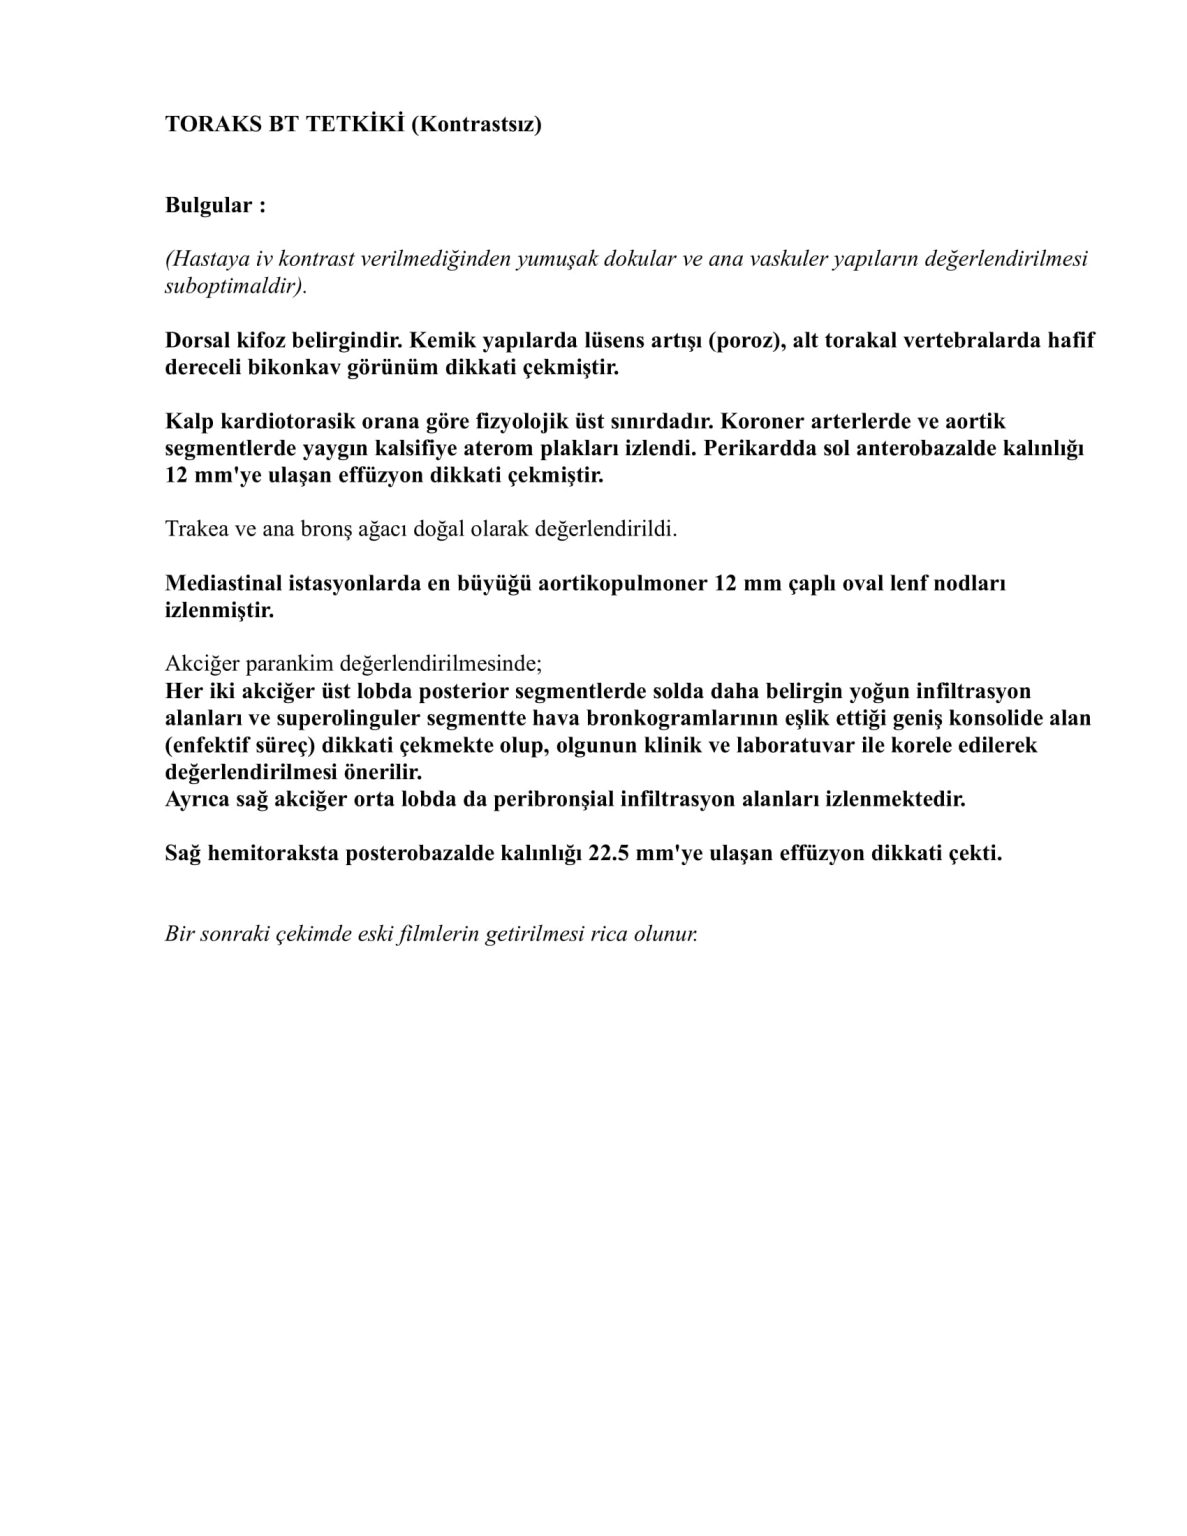 TORAKS BT TETKİKİ (Kontrastsız)
Bulgular :
(Hastaya iv kontrast verilmediğinden yumuşak dokular ve ana vaskuler yapıların değerlendirilmesi
suboptimaldir).
Dorsal kifoz belirgindir. Kemik yapılarda lüsens artışı (poroz), alt torakal vertebralarda hafif
dereceli bikonkav görünüm dikkati çekmiştir.
Kalp kardiotorasik orana göre fizyolojik üst sınırdadır. Koroner arterlerde ve aortik
segmentlerde yaygın kalsifiye aterom plakları izlendi. Perikardda sol anterobazalde kalınlığı
12 mm'ye ulaşan effüzyon dikkati çekmiştir.
Trakea ve ana bronş ağacı doğal olarak değerlendirildi.
Mediastinal istasyonlarda en büyüğü aortikopulmoner 12 mm çaplı oval lenf nodları
izlenmiştir.
Akciğer parankim değerlendirilmesinde;
Her iki akciğer üst lobda posterior segmentlerde solda daha belirgin yoğun infiltrasyon
alanları ve superolinguler segmentte hava bronkogramlarının eşlik ettiği geniş konsolide alan
(enfektif süreç) dikkati çekmekte olup, olgunun klinik ve laboratuvar ile korele edilerek
değerlendirilmesi önerilir.
Ayrıca sağ akciğer orta lobda da peribronşial infiltrasyon alanları izlenmektedir.
Sağ hemitoraksta posterobazalde kalınlığı 22.5 mm'ye ulaşan effüzyon dikkati çekti.
Bir sonraki çekimde eski filmlerin getirilmesi rica olunur.